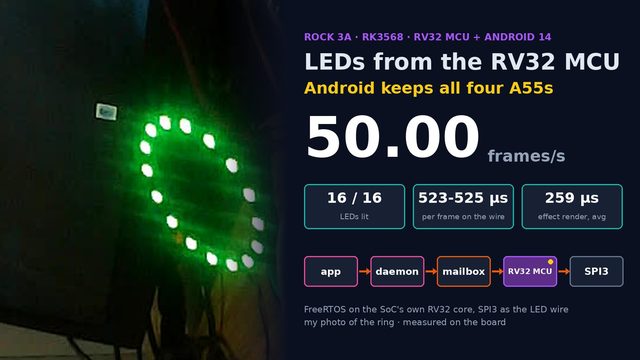 ROCK 3A · RK3568 · RV32 MCU + ANDROID 14
LEDs from the RV32 MCU
Android keeps all four A55s
50.00 frames/s
16 / 16
LEDs lit
523-525 µs
per frame on the wire
259 µs
effect render, avg
app
daemon
mailbox
RV32 MCU
SPI3
FreeRTOS on the SoC's own RV32 core, SPI3 as the LED wire
my photo of the ring · measured on the board